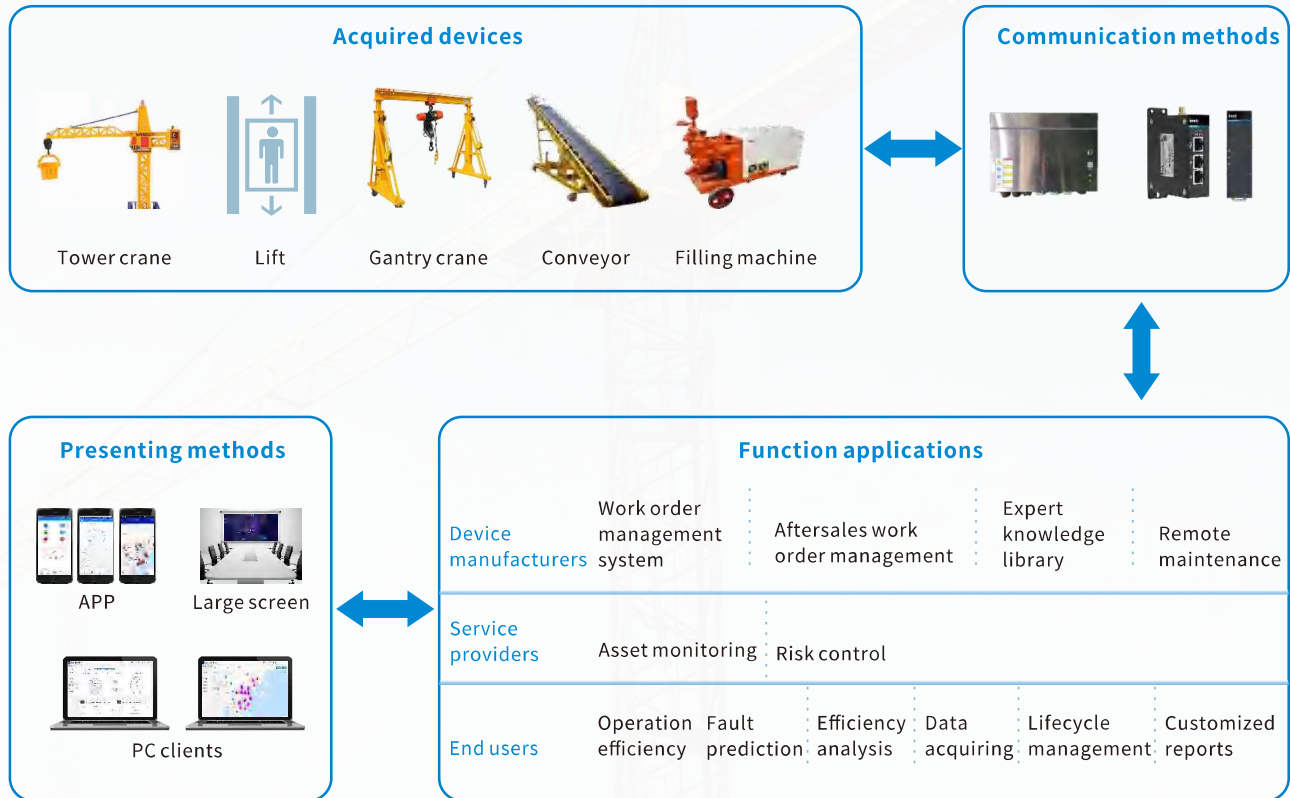 Acquired devices
Tower crane
Lift
Gantry crane
Conveyor
Filling machine
Communication methods
Presenting methods
APP
Large screen
PC clients
Function applications
Device
manufacturers
Work order
management
system
Aftersales work
order management
Expert
knowledge
library
Remote
maintenance
Service
providers
Asset monitoring
Risk control
End users
Operation
efficiency
Fault
prediction
Efficiency
analysis
Data
acquiring
Lifecycle
management
Customized
reports